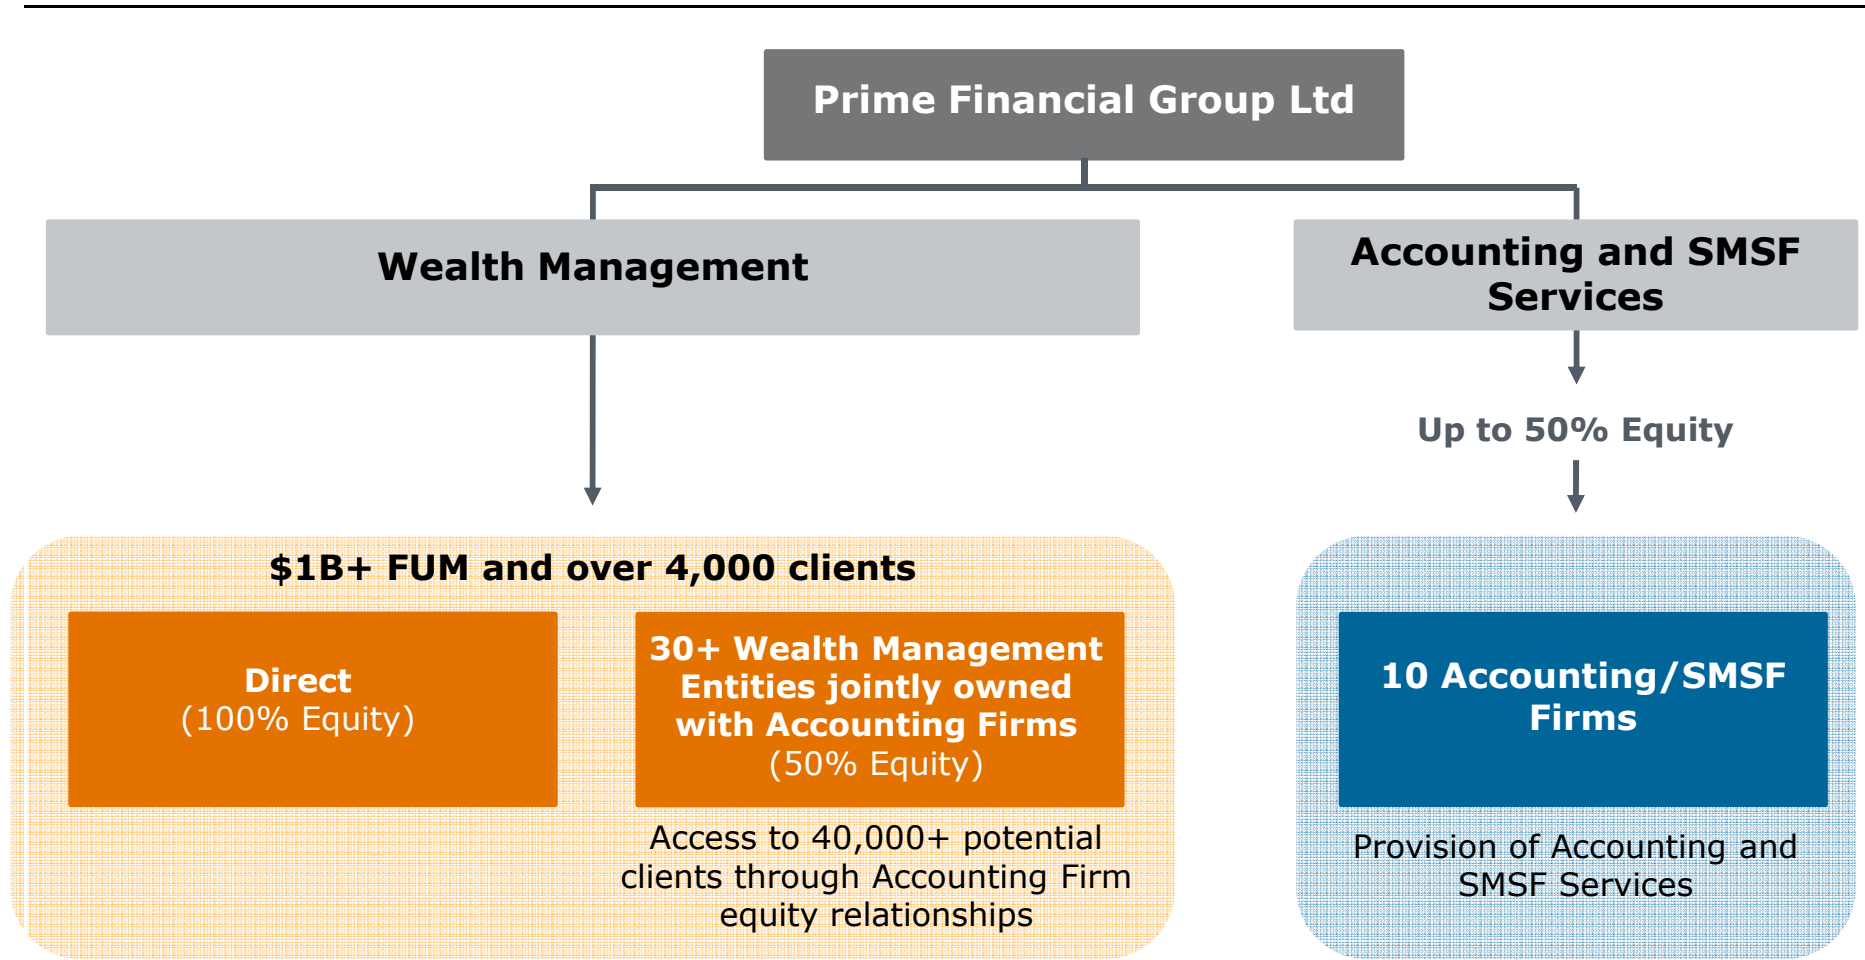 Prime Financial Group Ltd
Wealth Management
Accounting and SMSF
Services
Up to 50% Equity
$1B+ FUM and over 4,000 clients
Direct
(100% Equity)
30+ Wealth Management
Entities jointly owned
with Accounting Firms
(50% Equity)
Access to 40,000+ potential
clients through Accounting Firm
equity relationships
10 Accounting/SMSF
Firms
Provision of Accounting and
SMSF Services